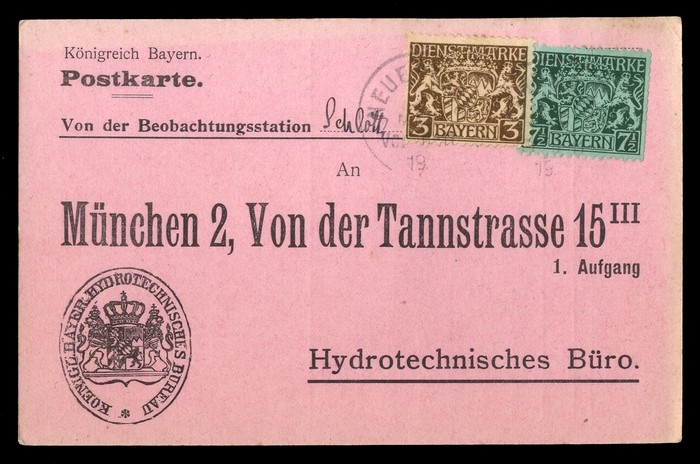 Königreich Bayern.
Postkarte.
Von der Beobachtungsstation
DIENSTMARKE
3 BAYERN 3
DIENSTMARKE
7½ BAYERN 7½
An
München 2, Von der Tannstrasse 15 III
1. Aufgang
KOENIGL. BAYER. HYDROTECHNISCHES BUREAU
Hydrotechnisches Büro.